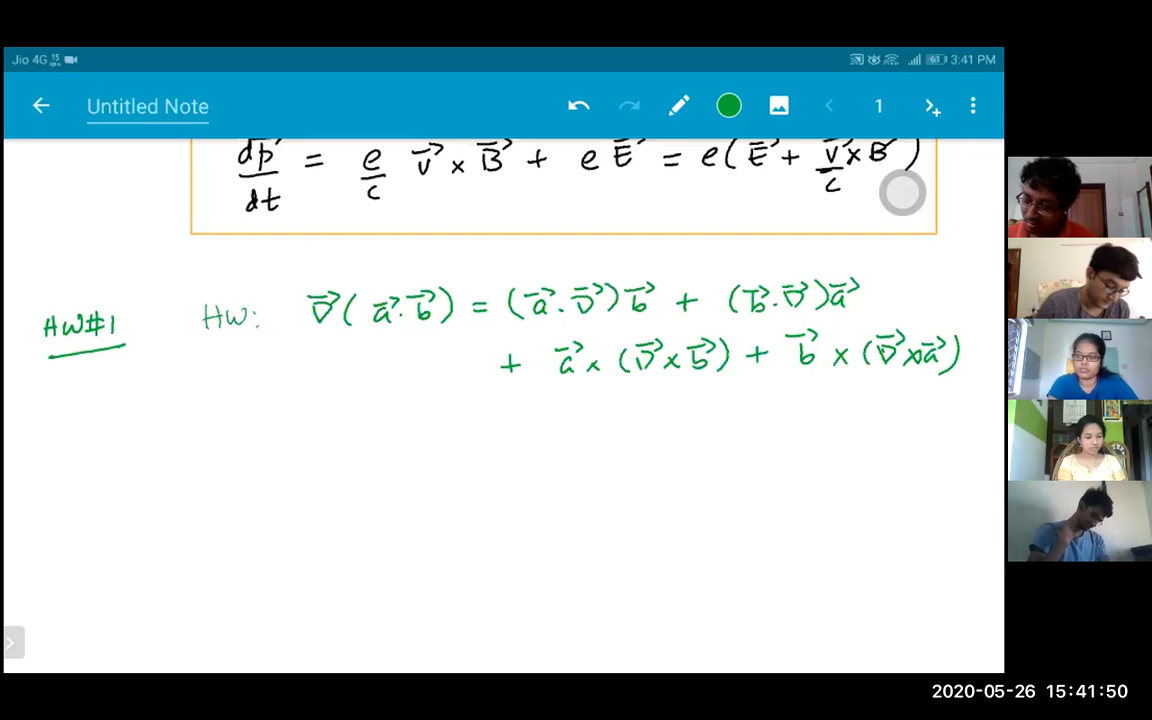 Jio 4G 3:41 PM
Untitled Note 1
dp⃗/dt = e/c v⃗ × B⃗ + e E⃗ = e( E⃗ + v⃗/c × B⃗ )
HW#1 HW: ∇⃗( a⃗ . b⃗ ) = ( a⃗ . ∇⃗ ) b⃗ + ( b⃗ . ∇⃗ ) a⃗
+ a⃗ × ( ∇⃗ × b⃗ ) + b⃗ × ( ∇⃗ × a⃗ )
2020-05-26 15:41:50